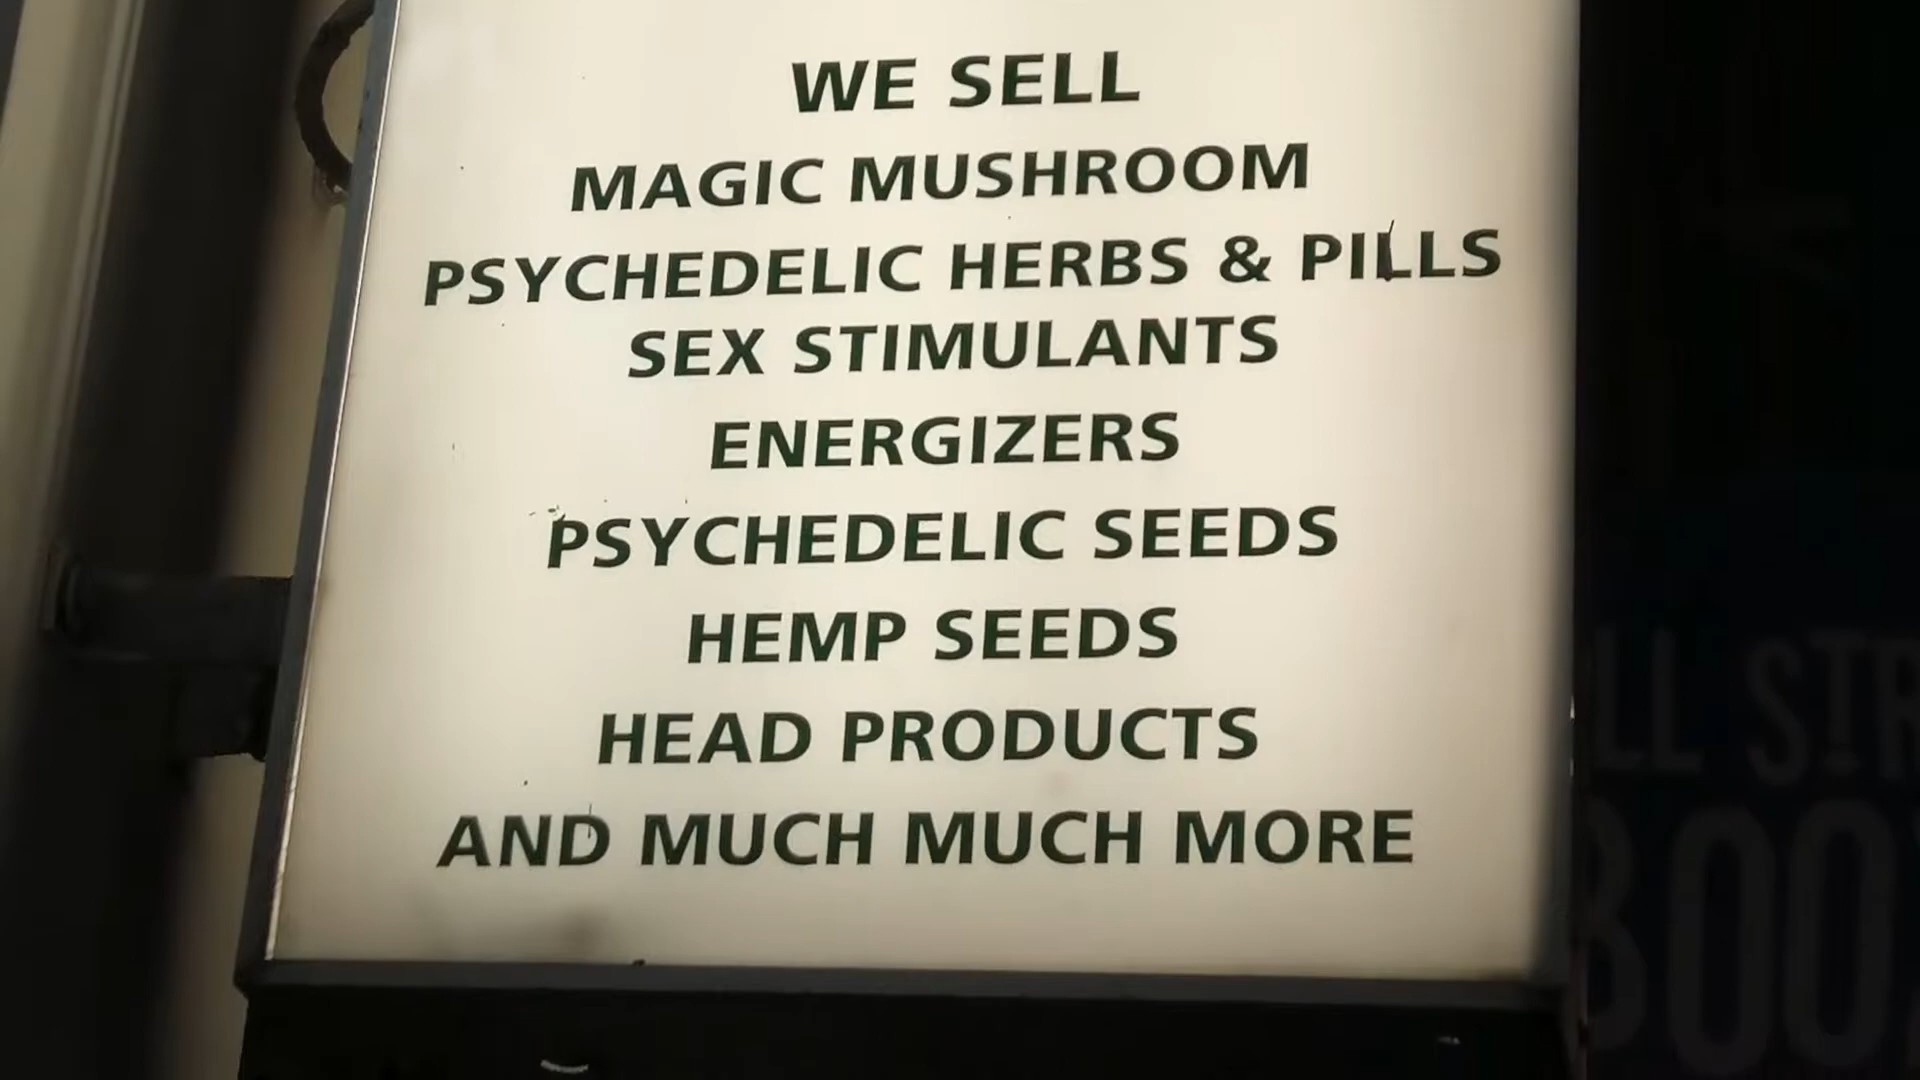 WE SELL
MAGIC MUSHROOM
PSYCHEDELIC HERBS & PILLS
SEX STIMULANTS
ENERGIZERS
PSYCHEDELIC SEEDS
HEMP SEEDS
HEAD PRODUCTS
AND MUCH MUCH MORE